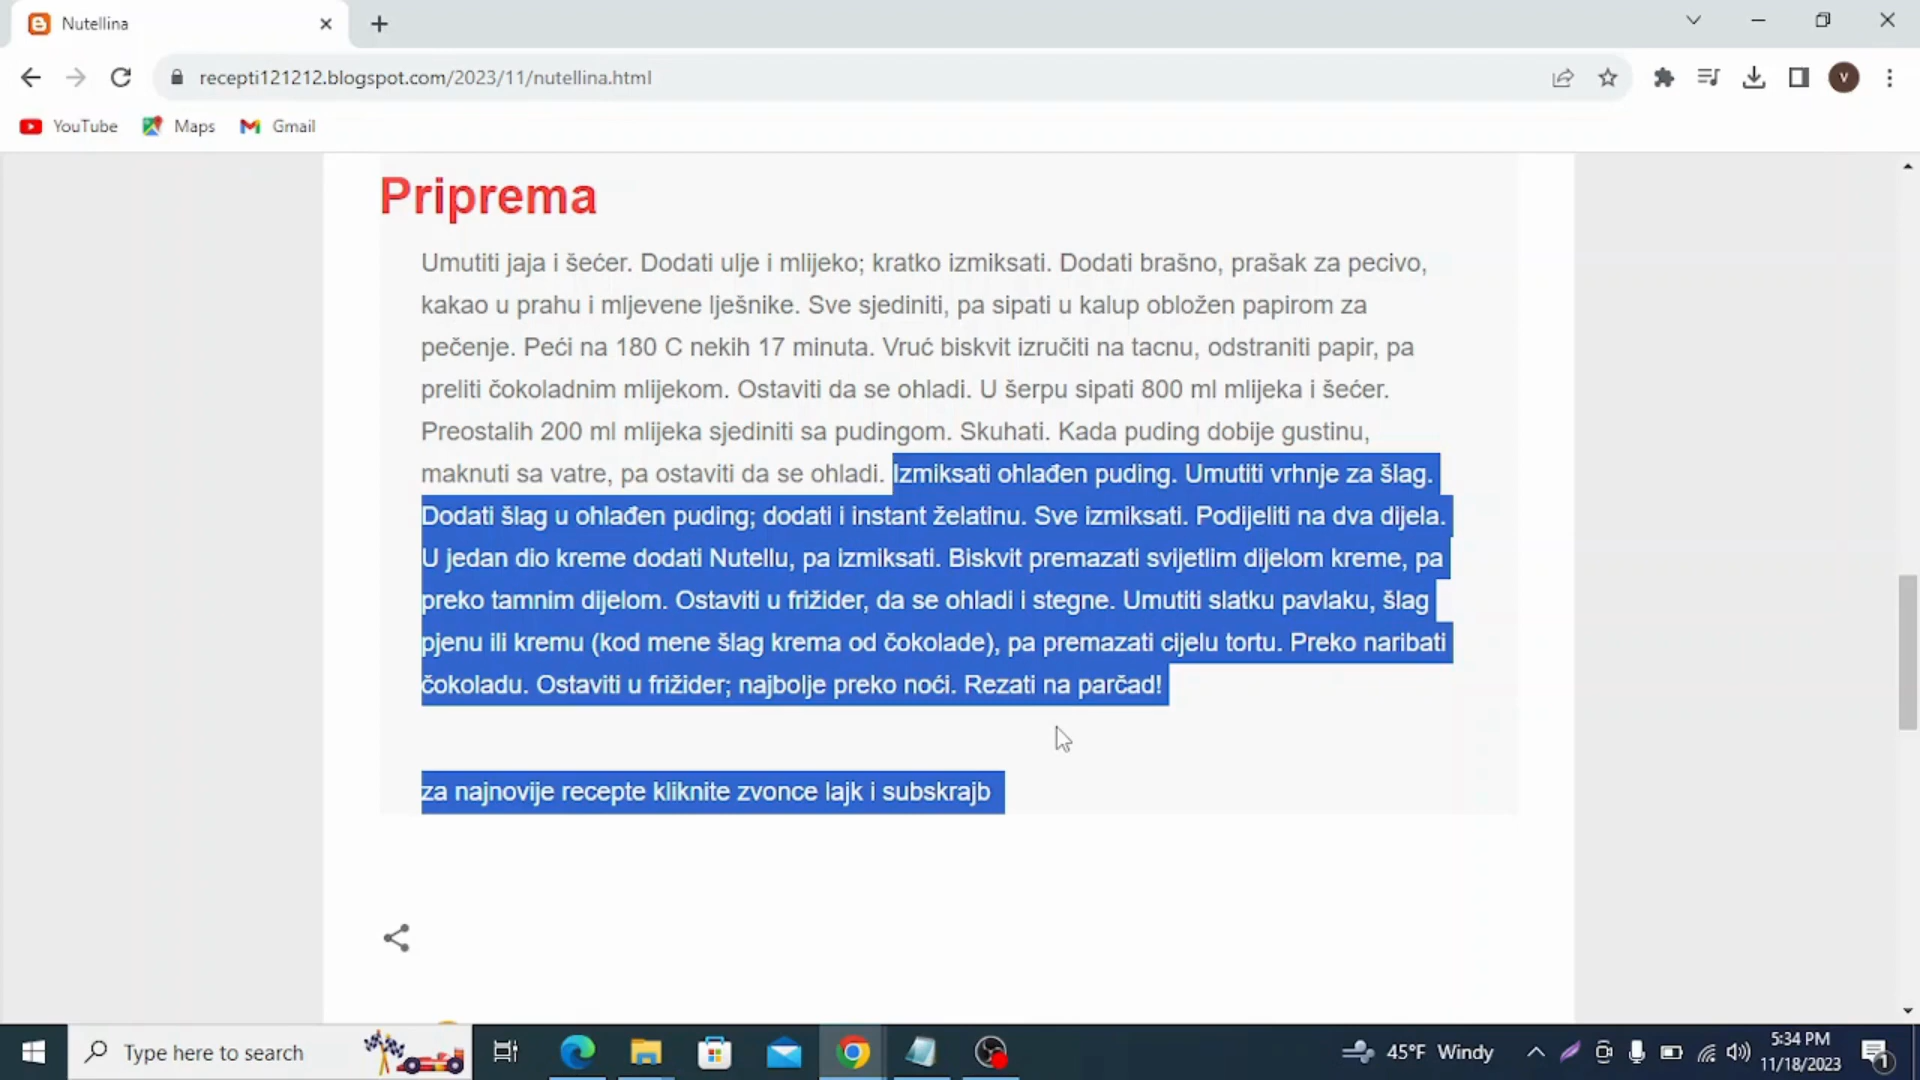 Nutellina
recepti121212.blogspot.com/2023/11/nutellina.html
V
YouTube
Maps
Gmail
Priprema
Umutiti jaja i šećer. Dodati ulje i mlijeko; kratko izmiksati. Dodati brašno, prašak za pecivo,
kakao u prahu i mljevene lješnike. Sve sjediniti, pa sipati u kalup obložen papirom za
pečenje. Peći na 180 C nekih 17 minuta. Vruć biskvit izručiti na tacnu, odstraniti papir, pa
preliti čokoladnim mlijekom. Ostaviti da se ohladi. U šerpu sipati 800 ml mlijeka i šećer.
Preostalih 200 ml mlijeka sjediniti sa pudingom. Skuhati. Kada puding dobije gustinu,
maknuti sa vatre, pa ostaviti da se ohladi. Izmiksati ohlađen puding. Umutiti vrhnje za šlag.
Dodati šlag u ohlađen puding; dodati i instant želatinu. Sve izmiksati. Podijeliti na dva dijela.
U jedan dio kreme dodati Nutellu, pa izmiksati. Biskvit premazati svijetlim dijelom kreme, pa
preko tamnim dijelom. Ostaviti u frižider, da se ohladi i stegne. Umutiti slatku pavlaku, šlag
pjenu ili kremu (kod mene šlag krema od čokolade), pa premazati cijelu tortu. Preko naribati
čokoladu. Ostaviti u frižider; najbolje preko noći. Rezati na parčad!
za najnovije recepte kliknite zvonce lajk i subskrajb
Type here to search
45°F Windy
5:34 PM
11/18/2023
1